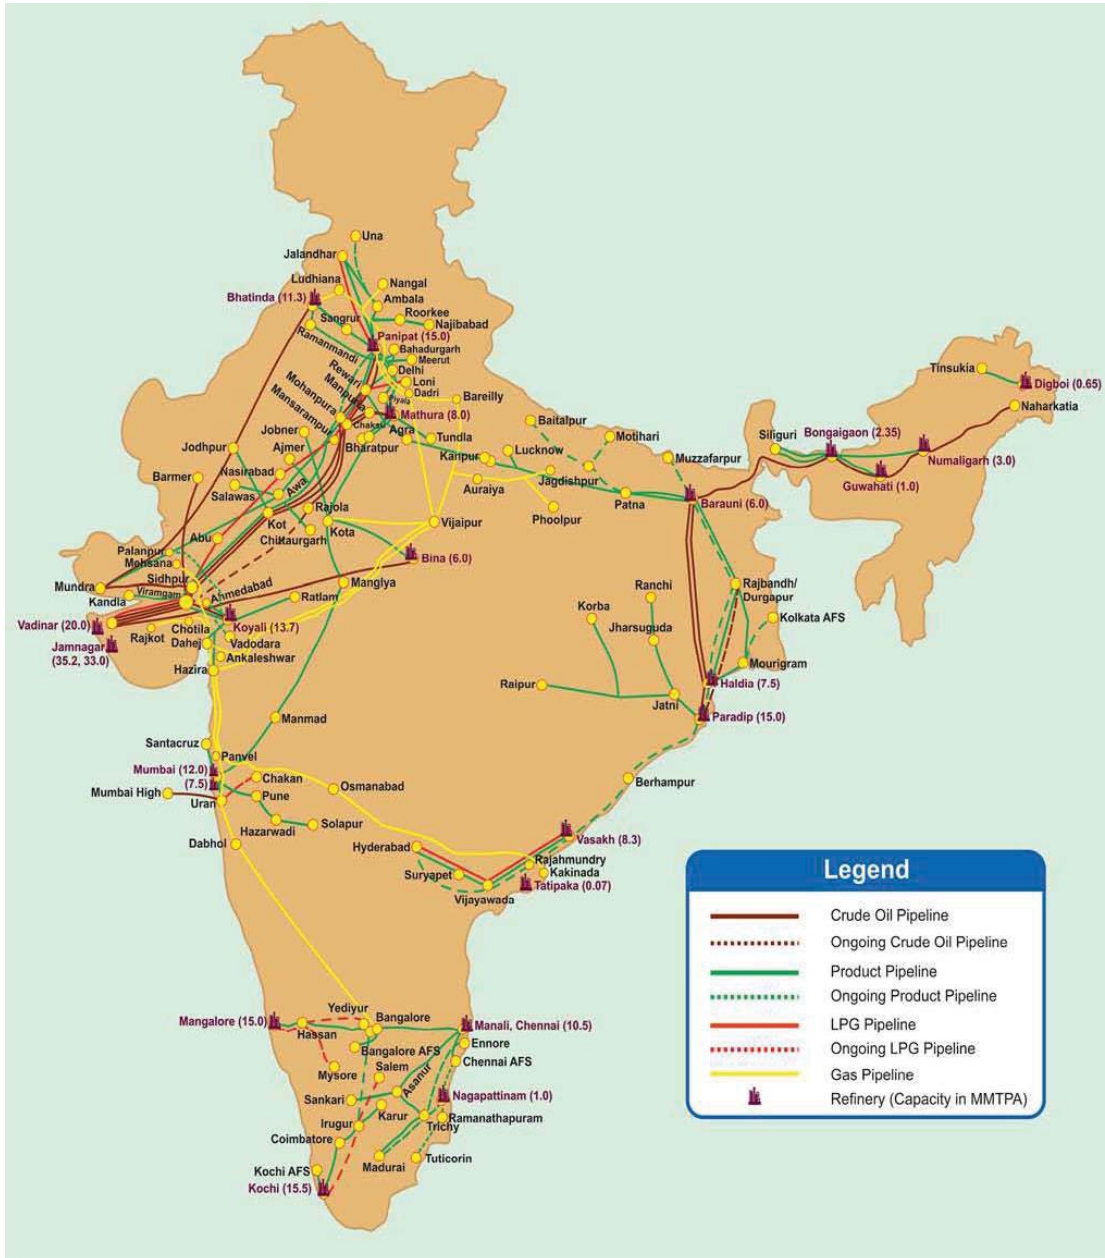 Una
Jalandhar
Ludhiana
Nangal
Bhatinda (11.3)
Ambala
Roorkee
Sangrur
Najibabad
Ramanmandi
Panipat (15.0)
Bahadurgarh
Meerut
Delhi
Rewari
Loni
Dadri
Piyala
Bareilly
Mohanpura
Manpura
Mansarampur
Chaksu
Mathura (8.0)
Baitalpur
Tinsukia
Digboi (0.65)
Naharkatia
Jobner
Bharatpur
Agra
Tundla
Motihari
Siliguri
Bongaigaon (2.35)
Jodhpur
Ajmer
Kanpur
Lucknow
Muzzafarpur
Numaligarh (3.0)
Barmer
Nasirabad
Jagdishpur
Guwahati (1.0)
Salawas
Awa
Auraiya
Patna
Barauni (6.0)
Rajola
Phoolpur
Kot
Kota
Vijaipur
Abu
Palanpur
Mehsana
Bina (6.0)
Sidhpur
Mundra
Viramgam
Ahmedabad
Manglya
Ranchi
Rajbandh/
Durgapur
Kandla
Ratlam
Korba
Kolkata AFS
Vadinar (20.0)
Koyali (13.7)
Jharsuguda
Rajkot
Chotila
Vadodara
Jamnagar
(35.2, 33.0)
Dahej
Ankaleshwar
Mourigram
Hazira
Raipur
Haldia (7.5)
Jatni
Paradip (15.0)
Manmad
Santacruz
Panvel
Mumbai (12.0)
(7.5)
Chakan
Berhampur
Mumbai High
Uran
Pune
Osmanabad
Hazarwadi
Solapur
Dabhol
Hyderabad
Vasakh (8.3)
Rajahmundry
Suryapet
Kakinada
Tatipaka (0.07)
Vijayawada
Legend
Crude Oil Pipeline
Ongoing Crude Oil Pipeline
Product Pipeline
Ongoing Product Pipeline
LPG Pipeline
Ongoing LPG Pipeline
Gas Pipeline
Refinery (Capacity in MMTPA)
Yediyur
Mangalore (15.0)
Bangalore
Manali, Chennai (10.5)
Hassan
Ennore
Bangalore AFS
Chennai AFS
Mysore
Salem
Asanur
Sankari
Nagapattinam (1.0)
Karur
Ramanathapuram
Irugur
Trichy
Coimbatore
Kochi AFS
Madurai
Tuticorin
Kochi (15.5)